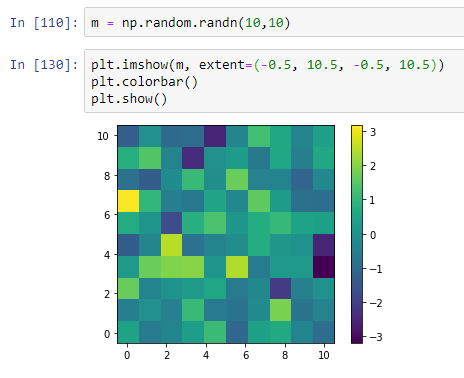 In [110]: m = np.random.randn(10,10)
In [130]: plt.imshow(m, extent=(-0.5, 10.5, -0.5, 10.5))
plt.colorbar()
plt.show()
10
8
6
4
2
0
0 2 4 6 8 10
3
2
1
0
−1
−2
−3